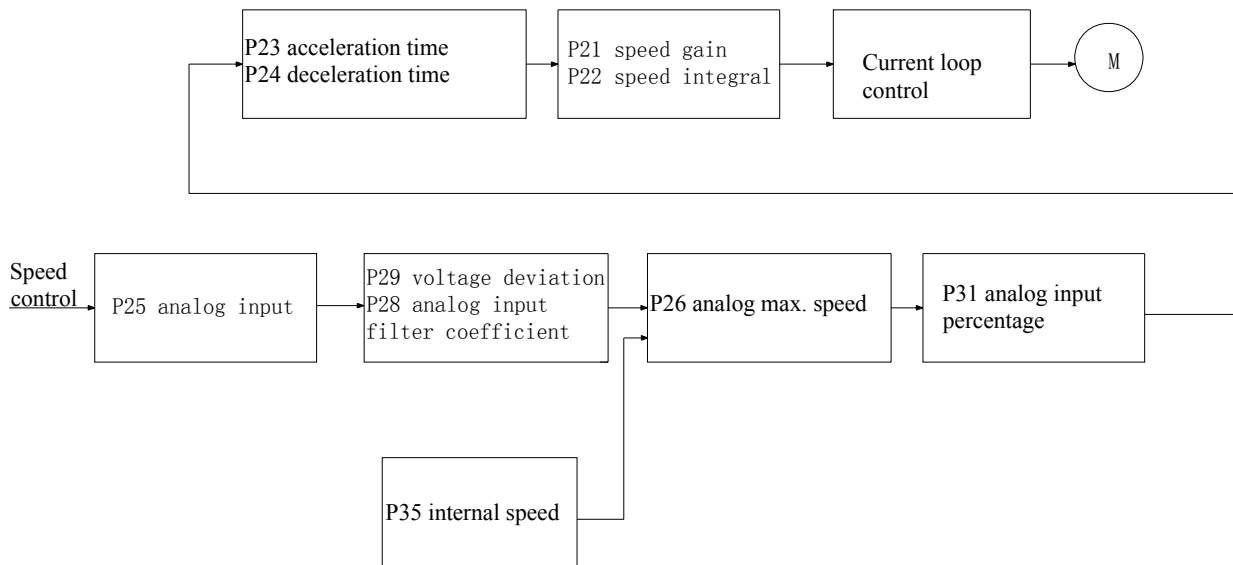 P23 acceleration time
P24 deceleration time
P21 speed gain
P22 speed integral
Current loop
control
M
Speed
control
P25 analog input
P29 voltage deviation
P28 analog input
filter coefficient
P26 analog max. speed
P31 analog input
percentage
P35 internal speed